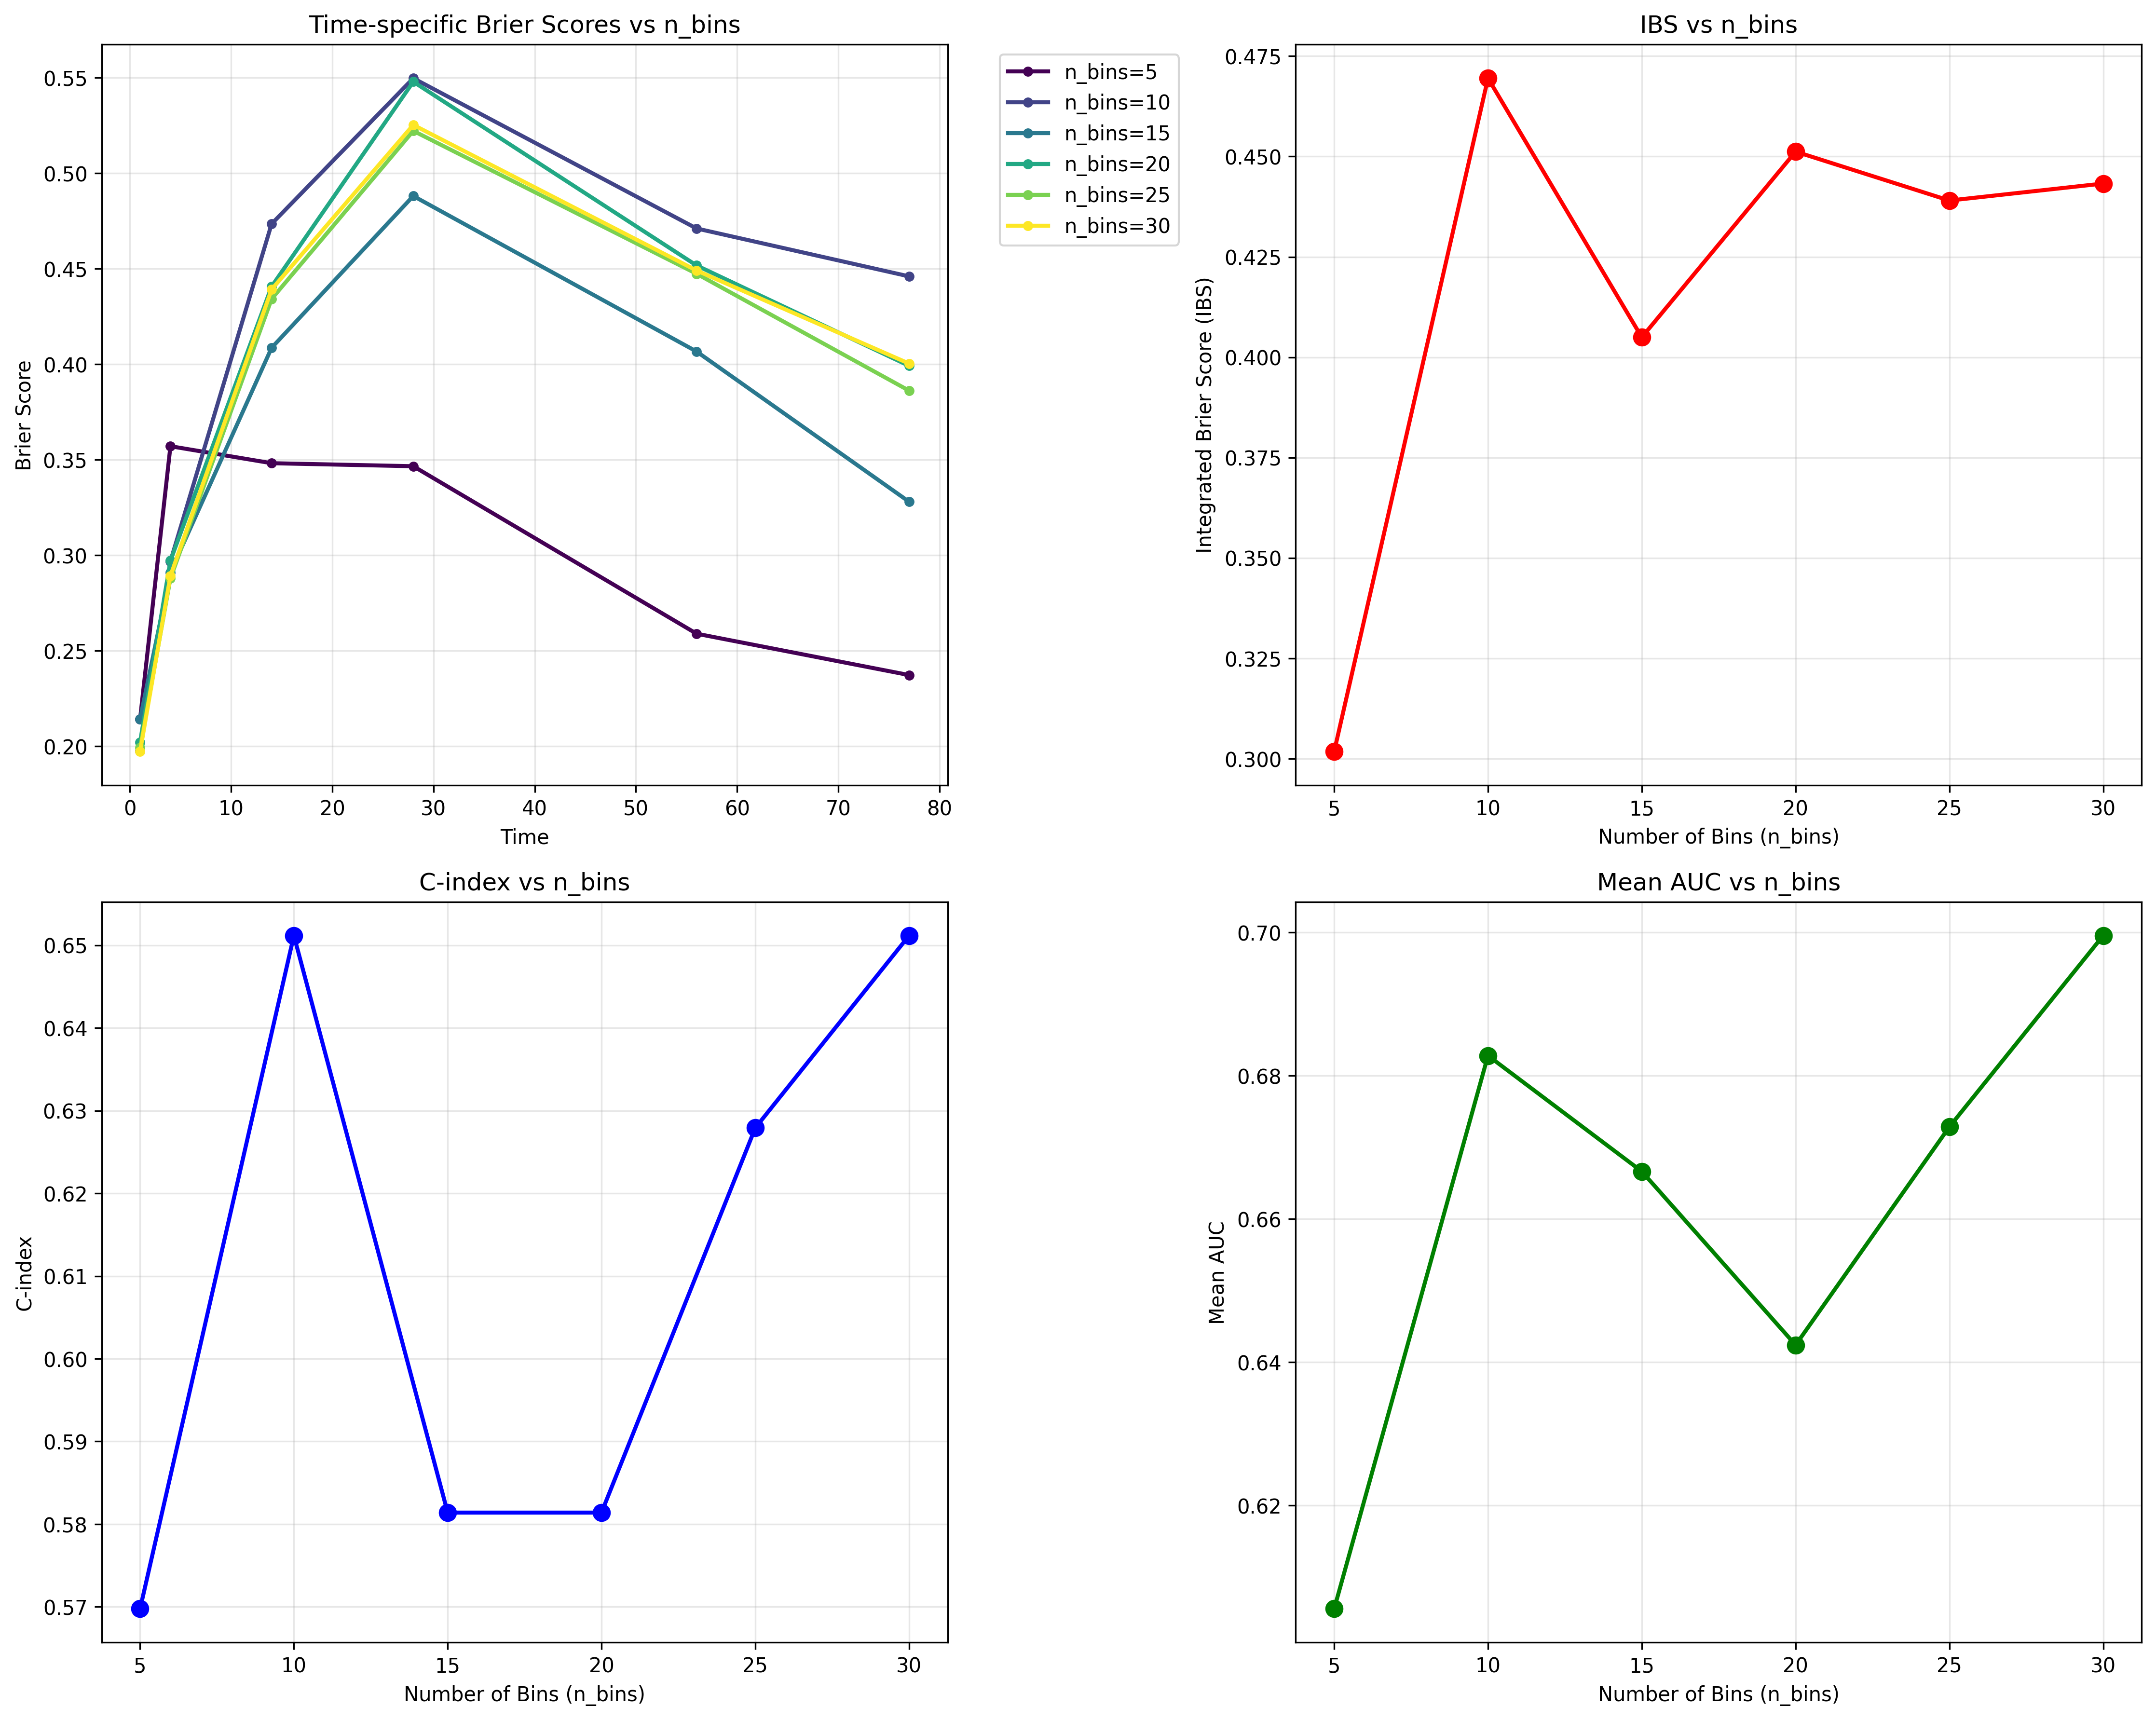 Time-specific Brier Scores vs n_bins
Brier Score
0.55
0.50
0.45
0.40
0.35
0.30
0.25
0.20
0 10 20 30 40 50 60 70 80
Time
n_bins=5
n_bins=10
n_bins=15
n_bins=20
n_bins=25
n_bins=30
IBS vs n_bins
Integrated Brier Score (IBS)
0.475
0.450
0.425
0.400
0.375
0.350
0.325
0.300
5 10 15 20 25 30
Number of Bins (n_bins)
C-index vs n_bins
C-index
0.65
0.64
0.63
0.62
0.61
0.60
0.59
0.58
0.57
5 10 15 20 25 30
Number of Bins (n_bins)
Mean AUC vs n_bins
Mean AUC
0.70
0.68
0.66
0.64
0.62
5 10 15 20 25 30
Number of Bins (n_bins)